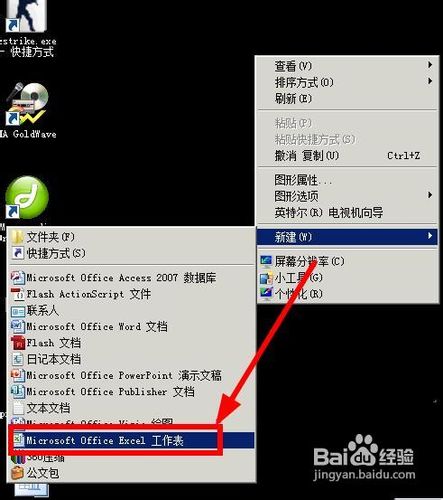 rstrike.exe
- 快捷方式
MA GoldWave
查看(V)
排序方式(O)
刷新(E)
粘贴(P)
粘贴快捷方式(S)
撤消 复制(U) Ctrl+Z
图形属性...
图形选项
英特尔(R) 电视机向导
新建(W)
屏幕分辨率(C)
小工具(G)
个性化(R)
文件夹(F)
快捷方式(S)
Microsoft Office Access 2007 数据库
Flash ActionScript 文件
联系人
Microsoft Office Word 文档
Flash 文档
日记本文档
Microsoft Office PowerPoint 演示文稿
Microsoft Office Publisher 文档
文本文档
Microsoft Office Visio 绘图
Microsoft Office Excel 工作表
360压缩
公文包
Baidu 经验
jingyan.baidu.com